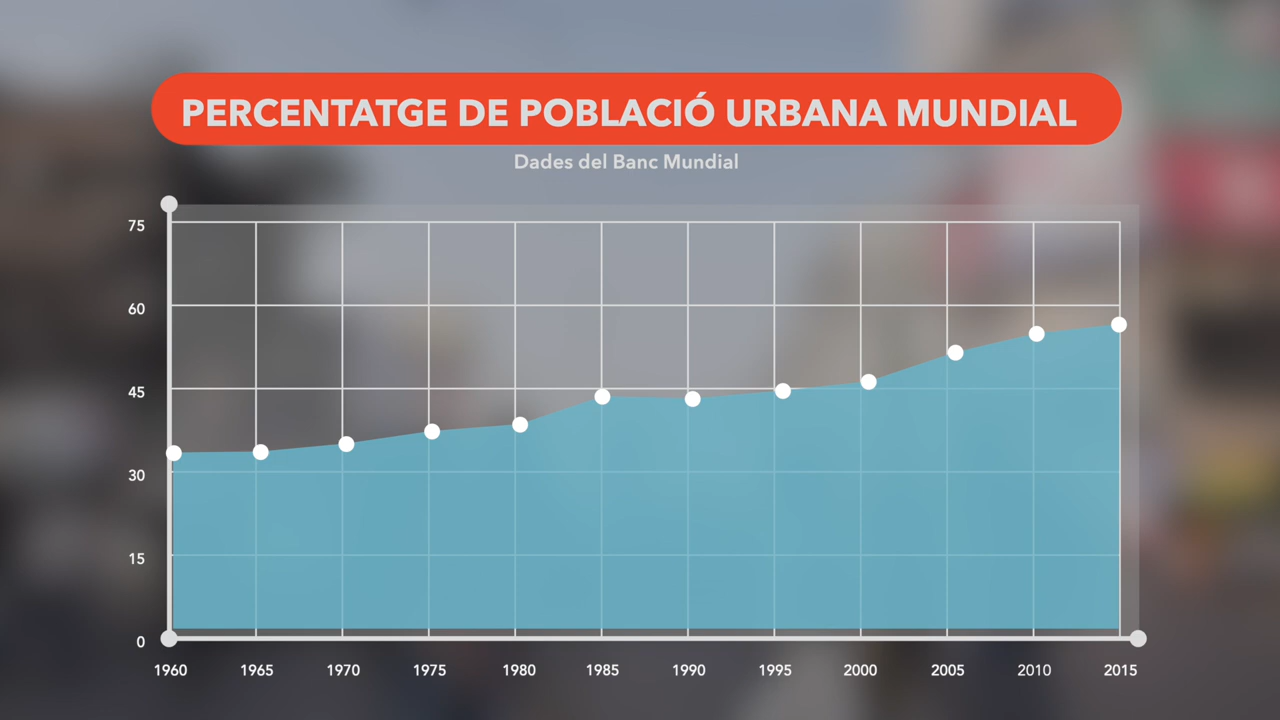 PERCENTATGE DE POBLACIÓ URBANA MUNDIAL
Dades del Banc Mundial
75
60
45
30
15
0
1960 1965 1970 1975 1980 1985 1990 1995 2000 2005 2010 2015